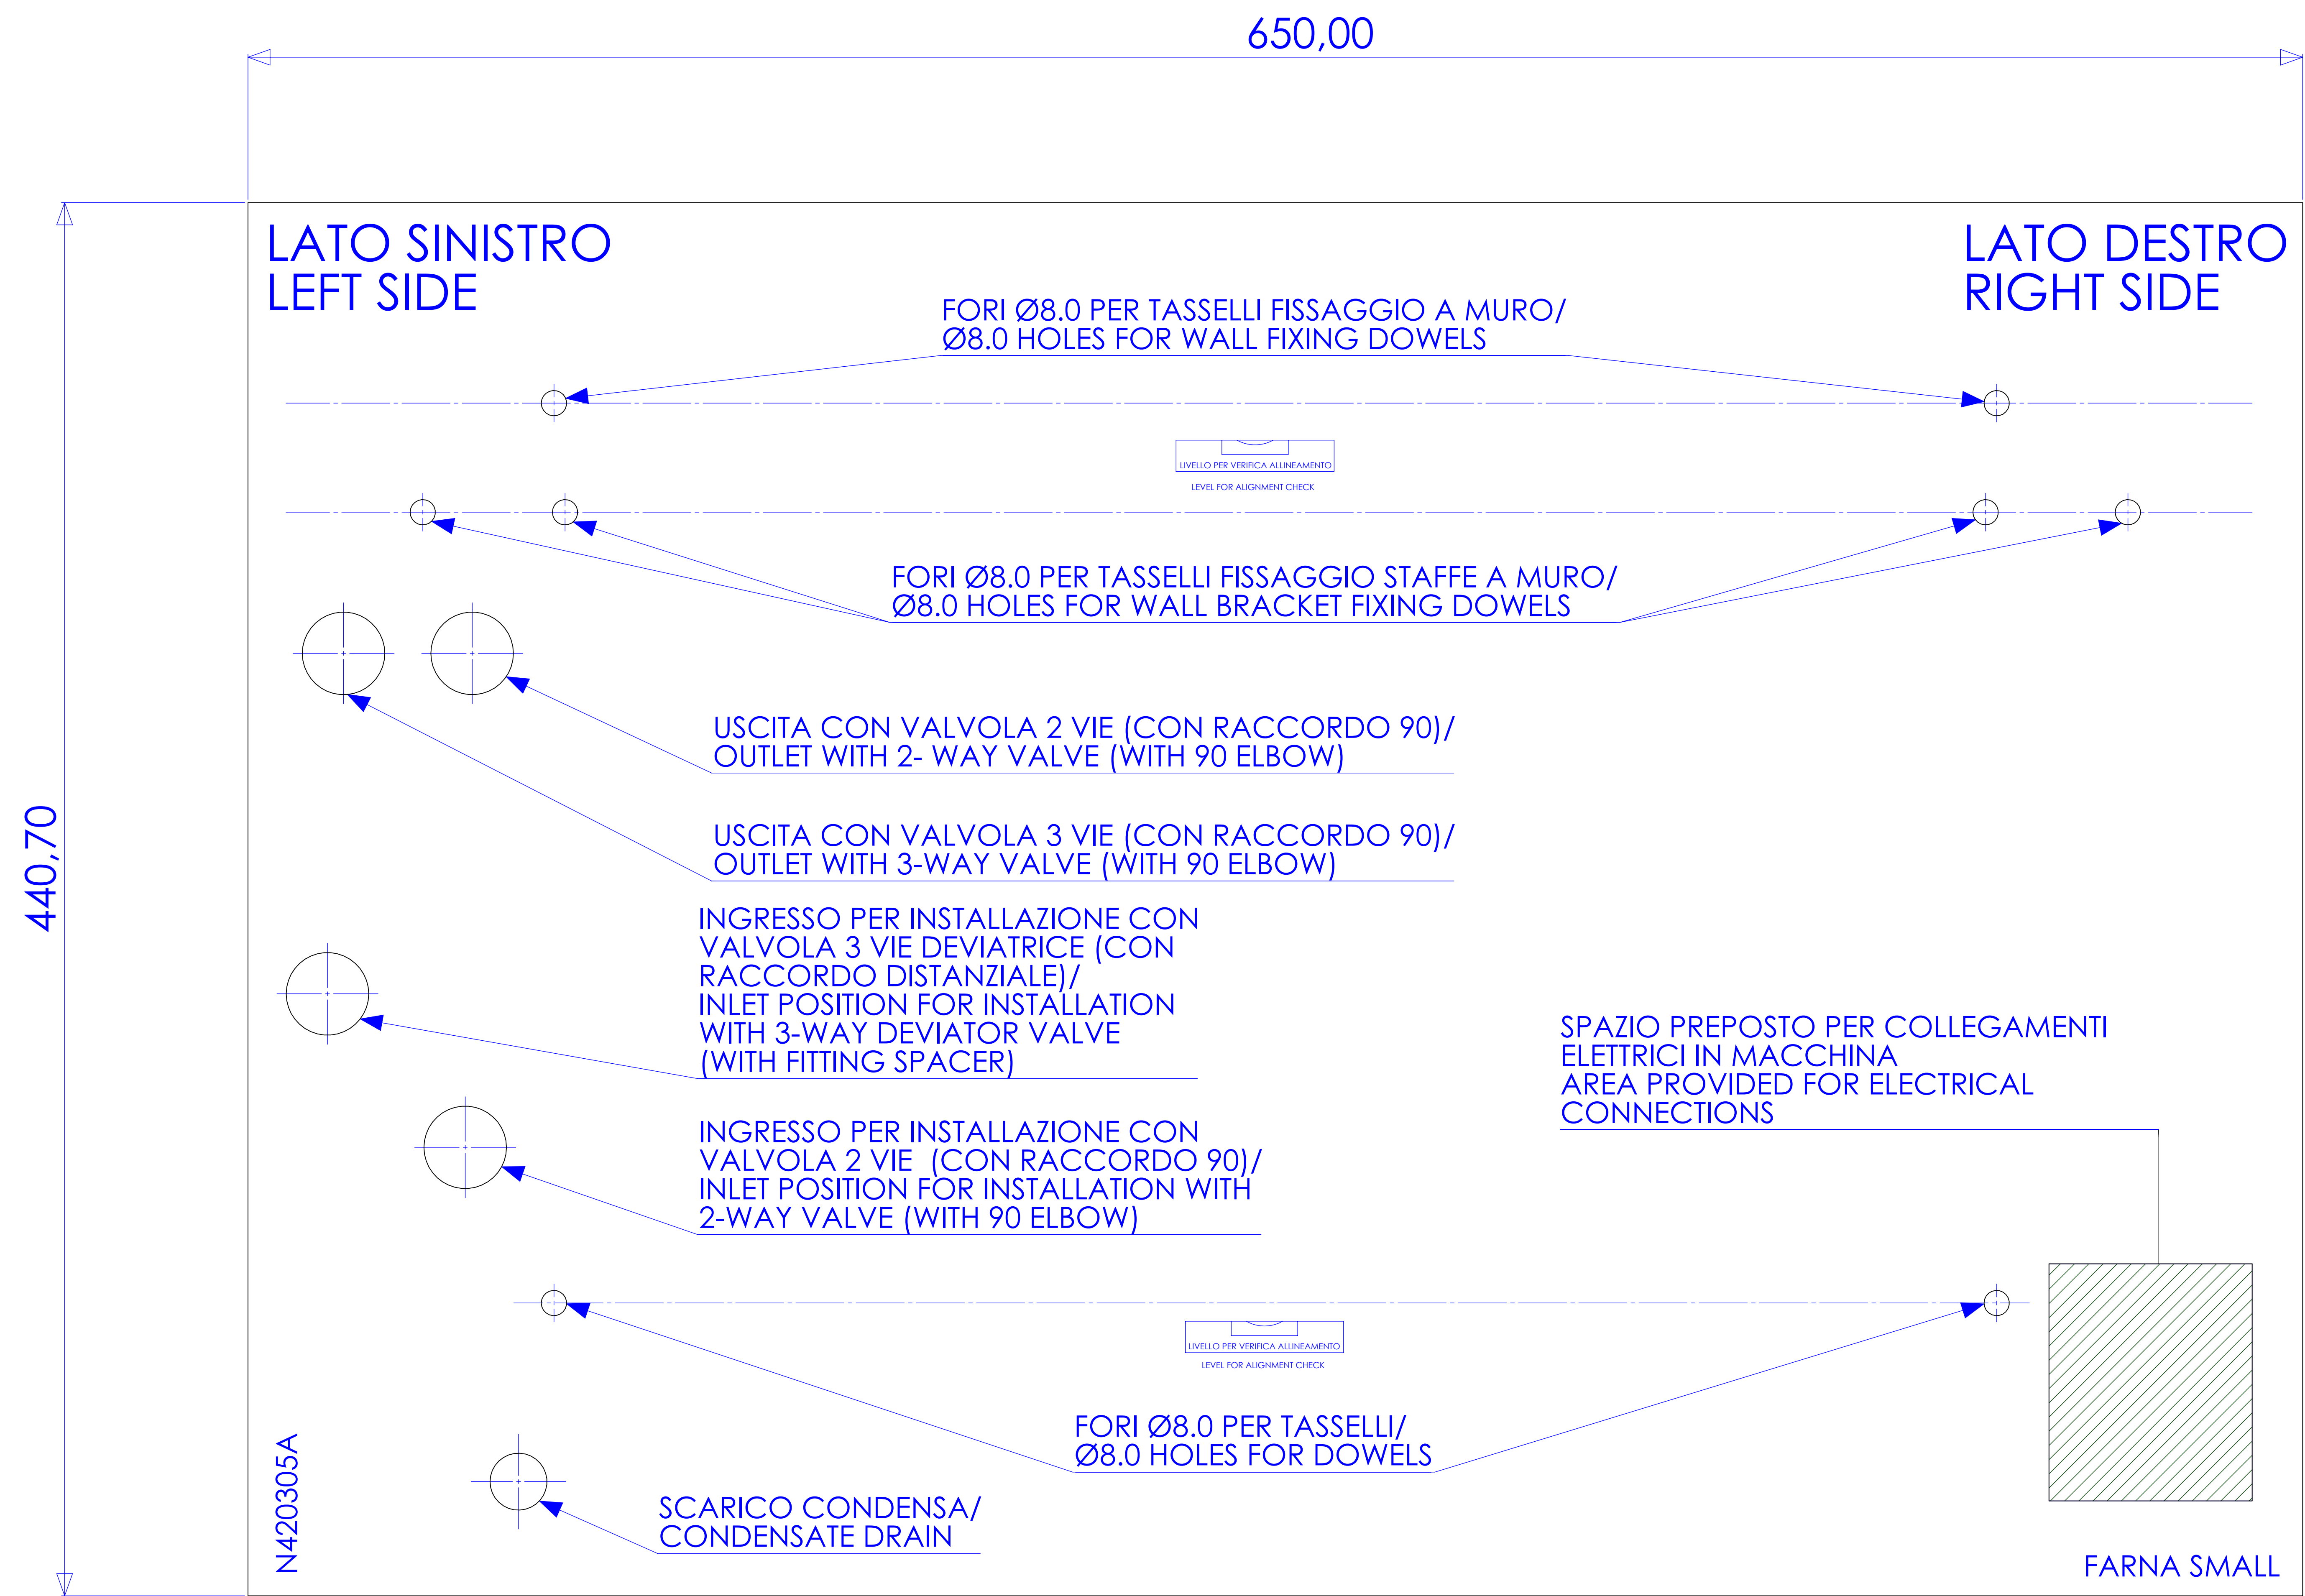 650,00
440,70
LATO SINISTRO
LEFT SIDE
LATO DESTRO
RIGHT SIDE
FORI Ø8.0 PER TASSELLI FISSAGGIO A MURO/
Ø8.0 HOLES FOR WALL FIXING DOWELS
LIVELLO PER VERIFICA ALLINEAMENTO
LEVEL FOR ALIGNMENT CHECK
FORI Ø8.0 PER TASSELLI FISSAGGIO STAFFE A MURO/
Ø8.0 HOLES FOR WALL BRACKET FIXING DOWELS
USCITA CON VALVOLA 2 VIE (CON RACCORDO 90)/
OUTLET WITH 2- WAY VALVE (WITH 90 ELBOW)
USCITA CON VALVOLA 3 VIE (CON RACCORDO 90)/
OUTLET WITH 3-WAY VALVE (WITH 90 ELBOW)
INGRESSO PER INSTALLAZIONE CON
VALVOLA 3 VIE DEVIATRICE (CON
RACCORDO DISTANZIALE)/
INLET POSITION FOR INSTALLATION
WITH 3-WAY DEVIATOR VALVE
(WITH FITTING SPACER)
SPAZIO PREPOSTO PER COLLEGAMENTI
ELETTRICI IN MACCHINA
AREA PROVIDED FOR ELECTRICAL
CONNECTIONS
INGRESSO PER INSTALLAZIONE CON
VALVOLA 2 VIE (CON RACCORDO 90)/
INLET POSITION FOR INSTALLATION WITH
2-WAY VALVE (WITH 90 ELBOW)
LIVELLO PER VERIFICA ALLINEAMENTO
LEVEL FOR ALIGNMENT CHECK
FORI Ø8.0 PER TASSELLI/
Ø8.0 HOLES FOR DOWELS
N420305A
SCARICO CONDENSA/
CONDENSATE DRAIN
FARNA SMALL